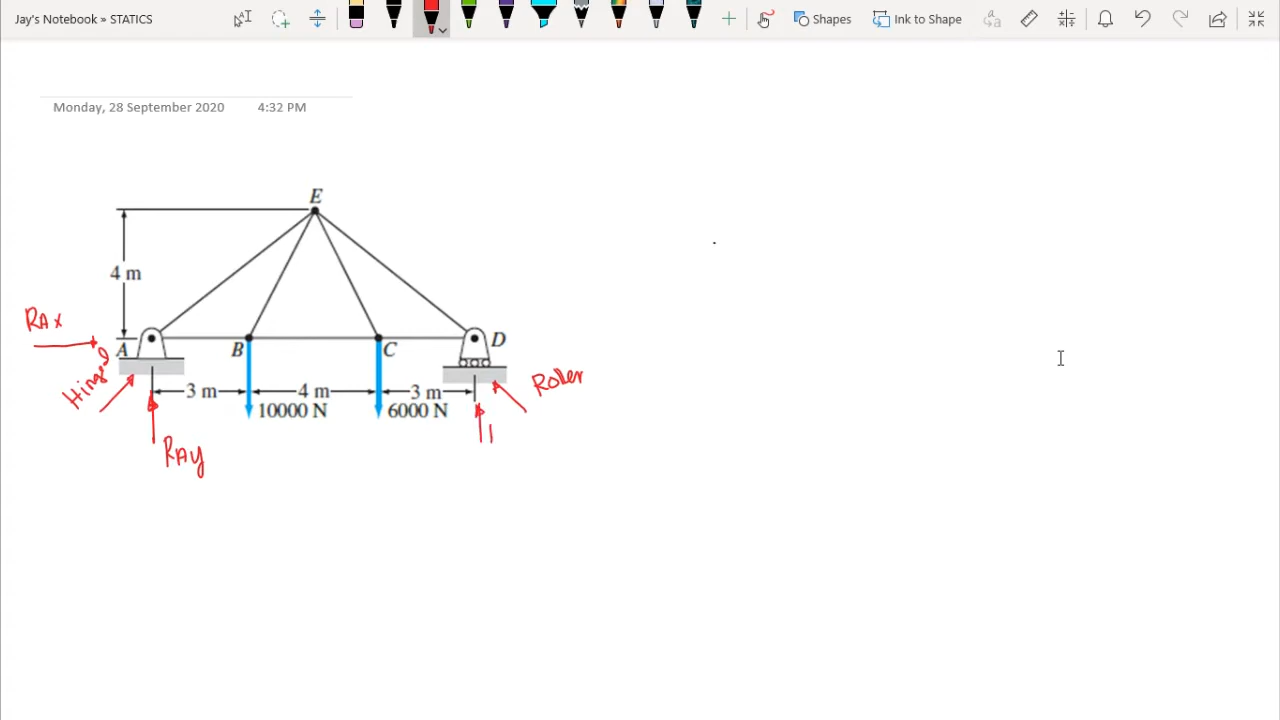 Jay's Notebook » STATICS
Shapes
Ink to Shape
Monday, 28 September 2020 4:32 PM
E
4 m
RAx
A
B
C
D
Hinged
3 m
4 m
3 m
Roller
10000 N
6000 N
RAy